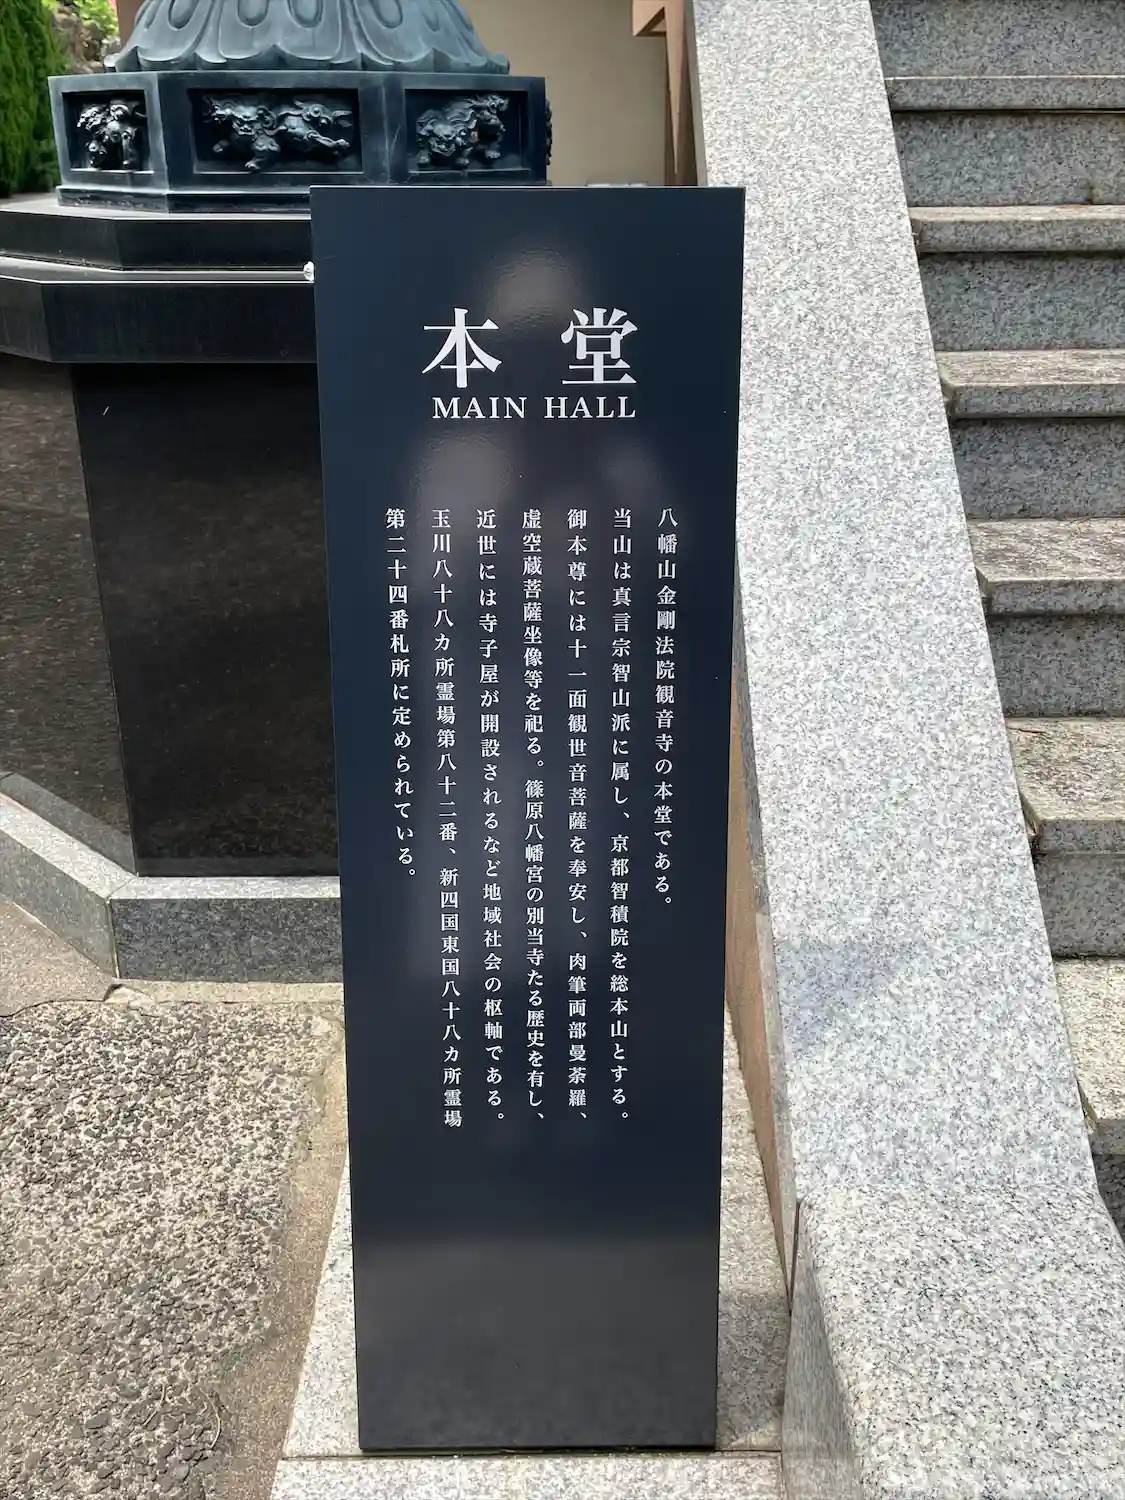 本堂
MAIN HALL
八幡山金剛法院観音寺の本堂である。
当山は真言宗智山派に属し、京都智積院を総本山とする。
御本尊には十一面観世音菩薩を奉安し、肉筆両部曼荼羅、
虚空蔵菩薩坐像等を祀る。篠原八幡宮の別当寺たる歴史を有し、
近世には寺子屋が開設されるなど地域社会の枢軸である。
玉川八十八カ所霊場第八十二番、新四国東国八十八カ所霊場
第二十四番札所に定められている。